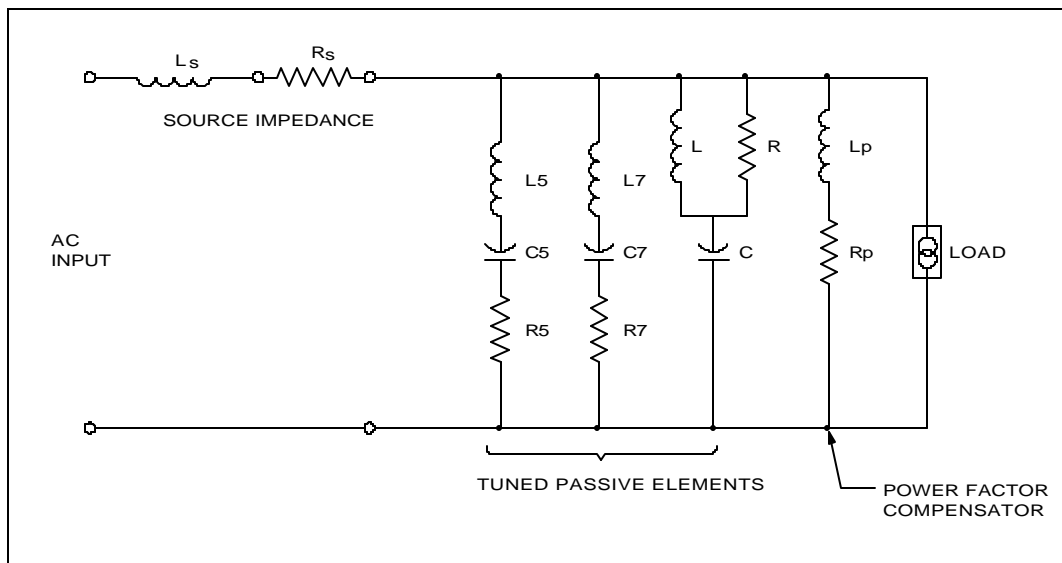 Ls
Rs
SOURCE IMPEDANCE
L
R
Lp
L5
L7
AC
INPUT
C5
C7
C
Rp
LOAD
R5
R7
TUNED PASSIVE ELEMENTS
POWER FACTOR
COMPENSATOR